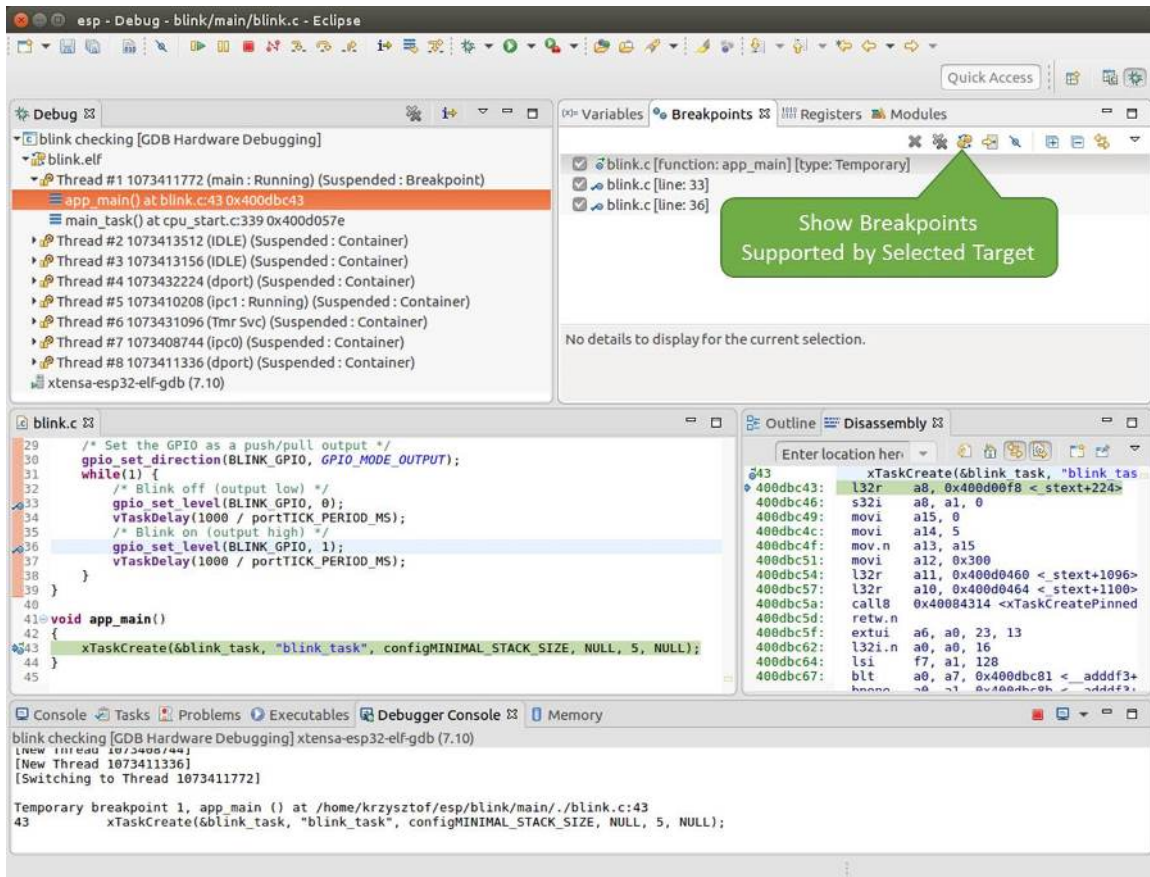 esp - Debug - blink/main/blink.c - Eclipse
Quick Access
Debug
blink checking [GDB Hardware Debugging]
blink.elf
Thread #1 1073411772 (main : Running) (Suspended : Breakpoint)
app_main() at blink.c:43 0x400dbc43
main_task() at cpu_start.c:339 0x400d057e
Thread #2 1073413512 (IDLE) (Suspended : Container)
Thread #3 1073413156 (IDLE) (Suspended : Container)
Thread #4 1073432224 (dport) (Suspended : Container)
Thread #5 1073410208 (ipc1 : Running) (Suspended : Container)
Thread #6 1073431096 (Tmr Svc) (Suspended : Container)
Thread #7 1073408744 (ipc0) (Suspended : Container)
Thread #8 1073411336 (dport) (Suspended : Container)
xtensa-esp32-elf-gdb (7.10)
(x)= Variables Breakpoints Registers Modules
blink.c [function: app_main] [type: Temporary]
blink.c [line: 33]
blink.c [line: 36]
Show Breakpoints
Supported by Selected Target
No details to display for the current selection.
blink.c
29 /* Set the GPIO as a push/pull output */
30 gpio_set_direction(BLINK_GPIO, GPIO_MODE_OUTPUT);
31 while(1) {
32 /* Blink off (output low) */
33 gpio_set_level(BLINK_GPIO, 0);
34 vTaskDelay(1000 / portTICK_PERIOD_MS);
35 /* Blink on (output high) */
36 gpio_set_level(BLINK_GPIO, 1);
37 vTaskDelay(1000 / portTICK_PERIOD_MS);
38 }
39 }
40
41 void app_main()
42 {
43 xTaskCreate(&blink_task, "blink_task", configMINIMAL_STACK_SIZE, NULL, 5, NULL);
44 }
45
Outline Disassembly
Enter location her
43 xTaskCreate(&blink_task, "blink_tas
400dbc43: l32r a8, 0x400d00f8 <_stext+224>
400dbc46: s32i a8, a1, 0
400dbc49: movi a15, 0
400dbc4c: movi a14, 5
400dbc4f: mov.n a13, a15
400dbc51: movi a12, 0x300
400dbc54: l32r a11, 0x400d0460 <_stext+1096>
400dbc57: l32r a10, 0x400d0464 <_stext+1100>
400dbc5a: call8 0x40084314 <xTaskCreatePinned
400dbc5d: retw.n
400dbc5f: extui a6, a0, 23, 13
400dbc62: l32i.n a0, a0, 16
400dbc64: lsi f7, a1, 128
400dbc67: blt a0, a7, 0x400dbc81 <__adddf3+
Console Tasks Problems Executables Debugger Console Memory
blink checking [GDB Hardware Debugging] xtensa-esp32-elf-gdb (7.10)
[New Thread 1073408744]
[New Thread 1073411336]
[Switching to Thread 1073411772]
Temporary breakpoint 1, app_main () at /home/krzysztof/esp/blink/main/./blink.c:43
43 xTaskCreate(&blink_task, "blink_task", configMINIMAL_STACK_SIZE, NULL, 5, NULL);